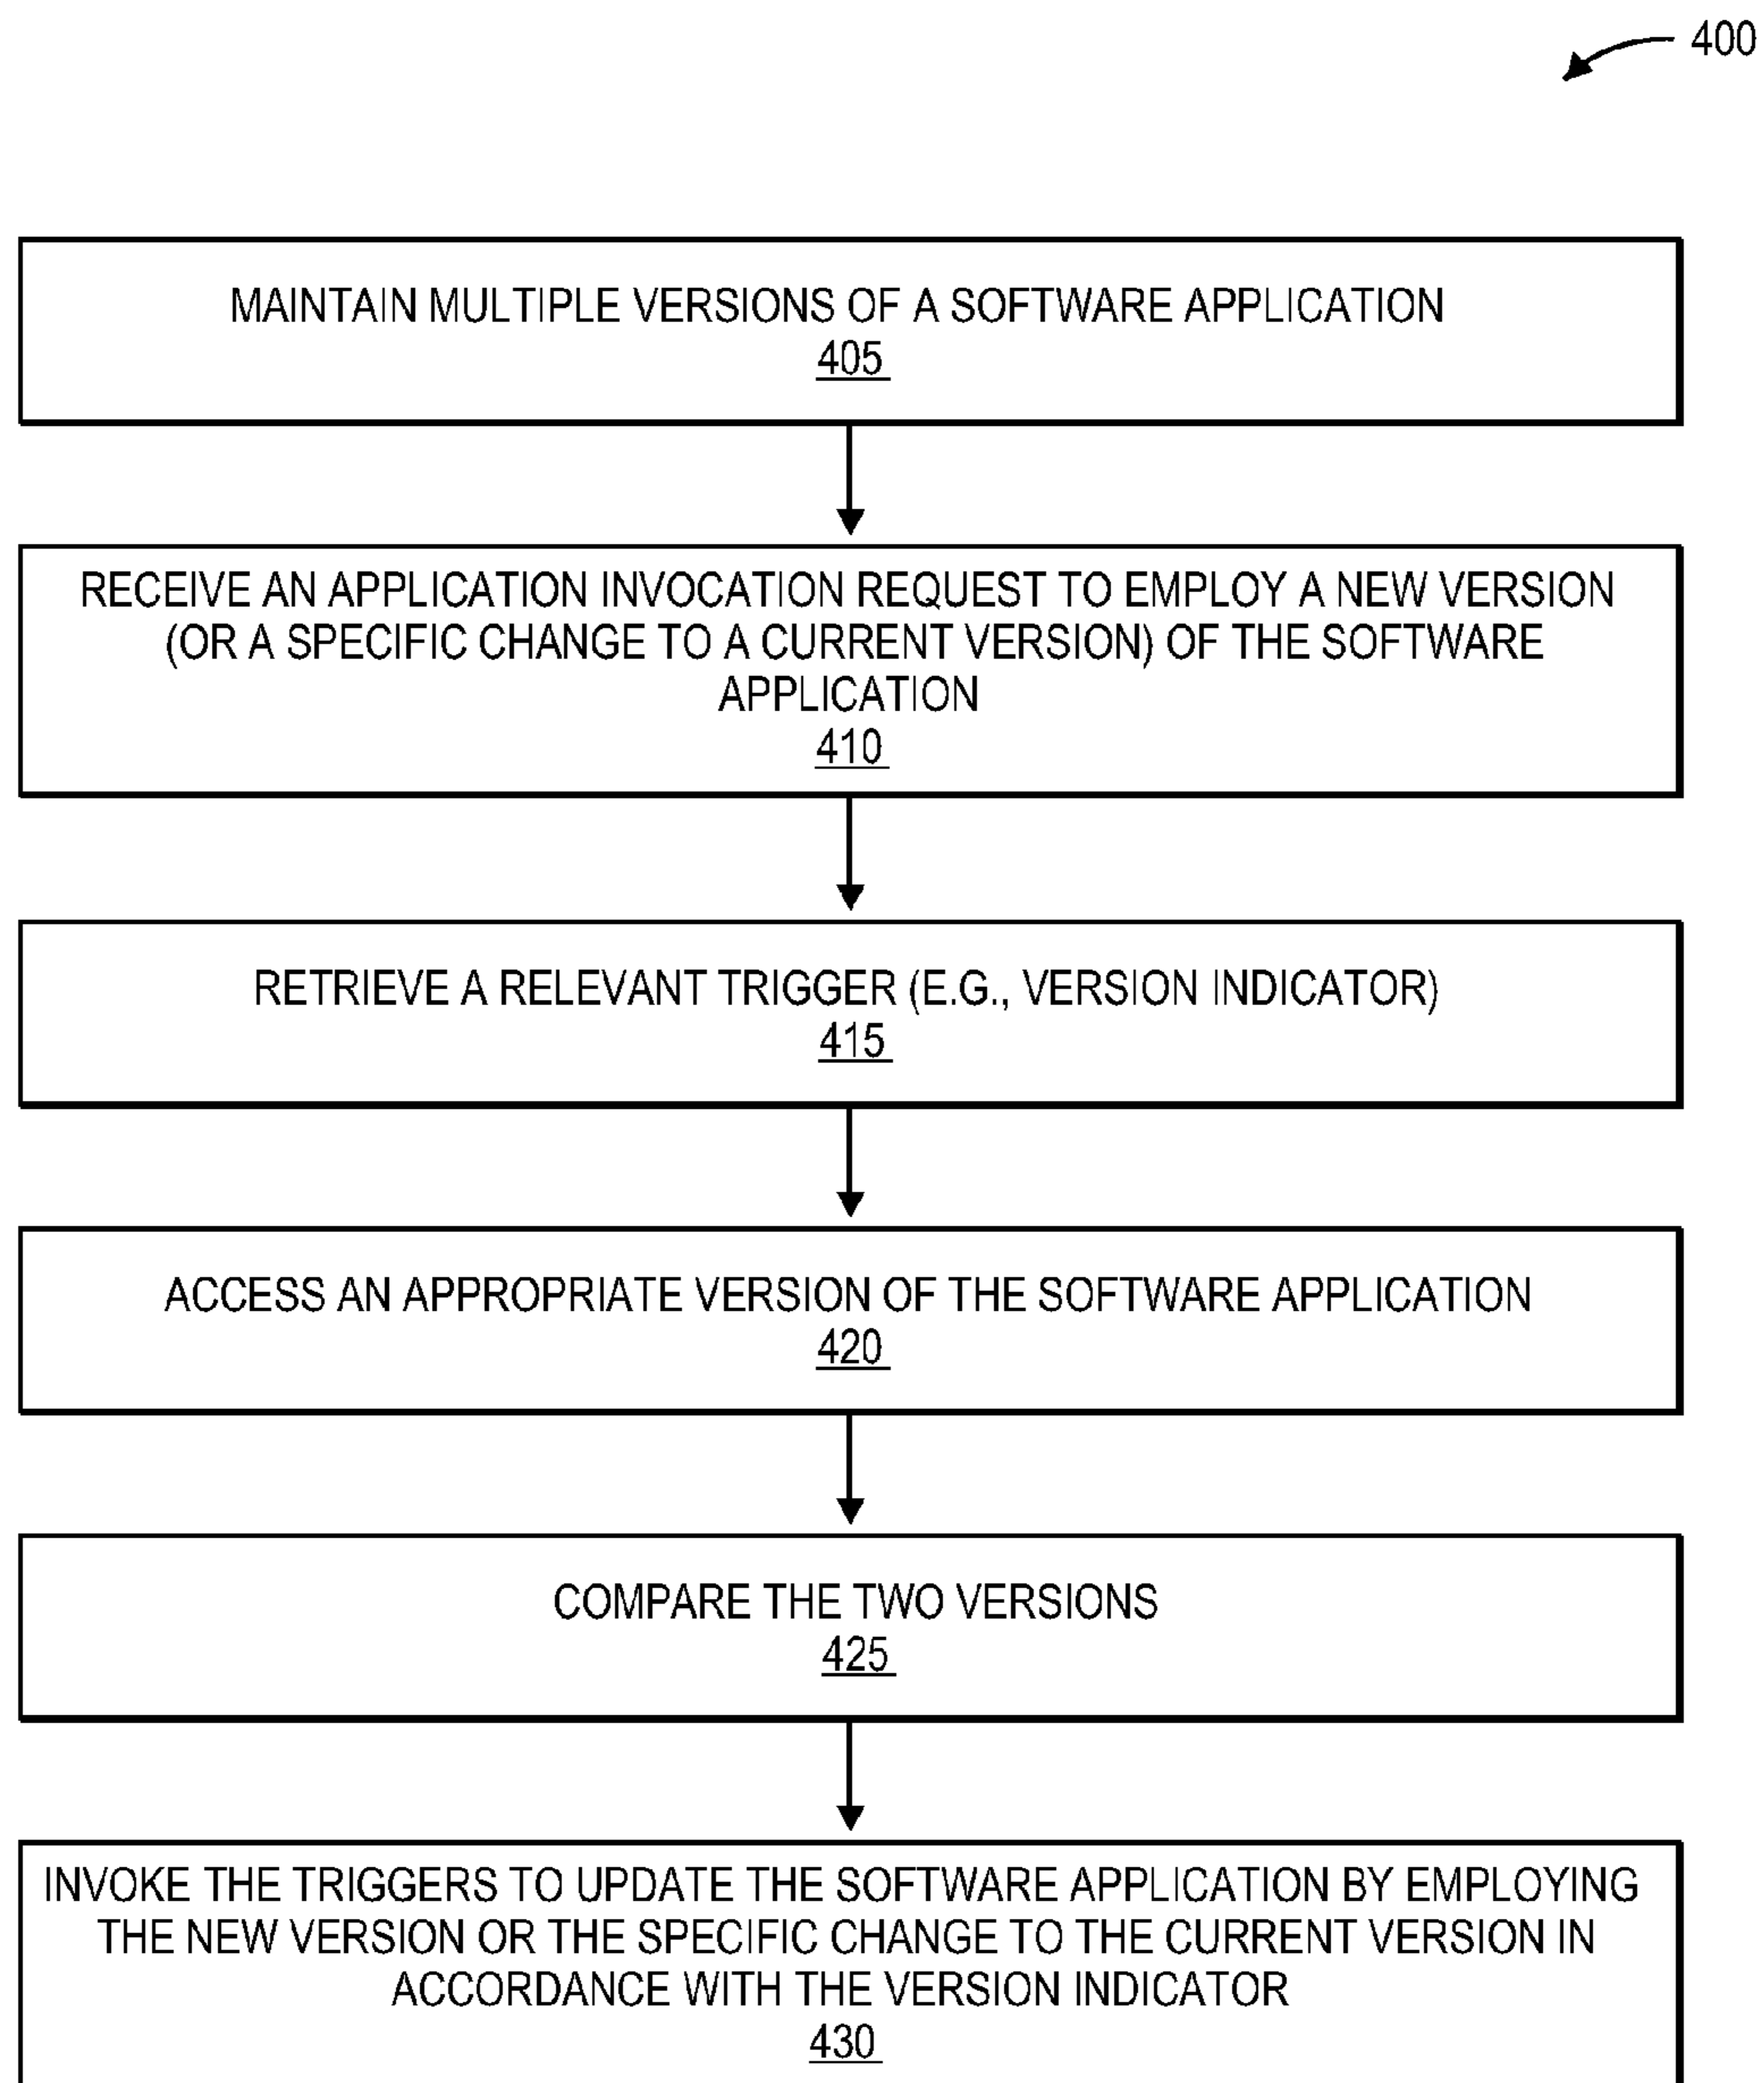 400
MAINTAIN MULTIPLE VERSIONS OF A SOFTWARE APPLICATION
405
RECEIVE AN APPLICATION INVOCATION REQUEST TO EMPLOY A NEW VERSION
(OR A SPECIFIC CHANGE TO A CURRENT VERSION) OF THE SOFTWARE
APPLICATION
410
RETRIEVE A RELEVANT TRIGGER (E.G., VERSION INDICATOR)
415
ACCESS AN APPROPRIATE VERSION OF THE SOFTWARE APPLICATION
420
COMPARE THE TWO VERSIONS
425
INVOKE THE TRIGGERS TO UPDATE THE SOFTWARE APPLICATION BY EMPLOYING
THE NEW VERSION OR THE SPECIFIC CHANGE TO THE CURRENT VERSION IN
ACCORDANCE WITH THE VERSION INDICATOR
430